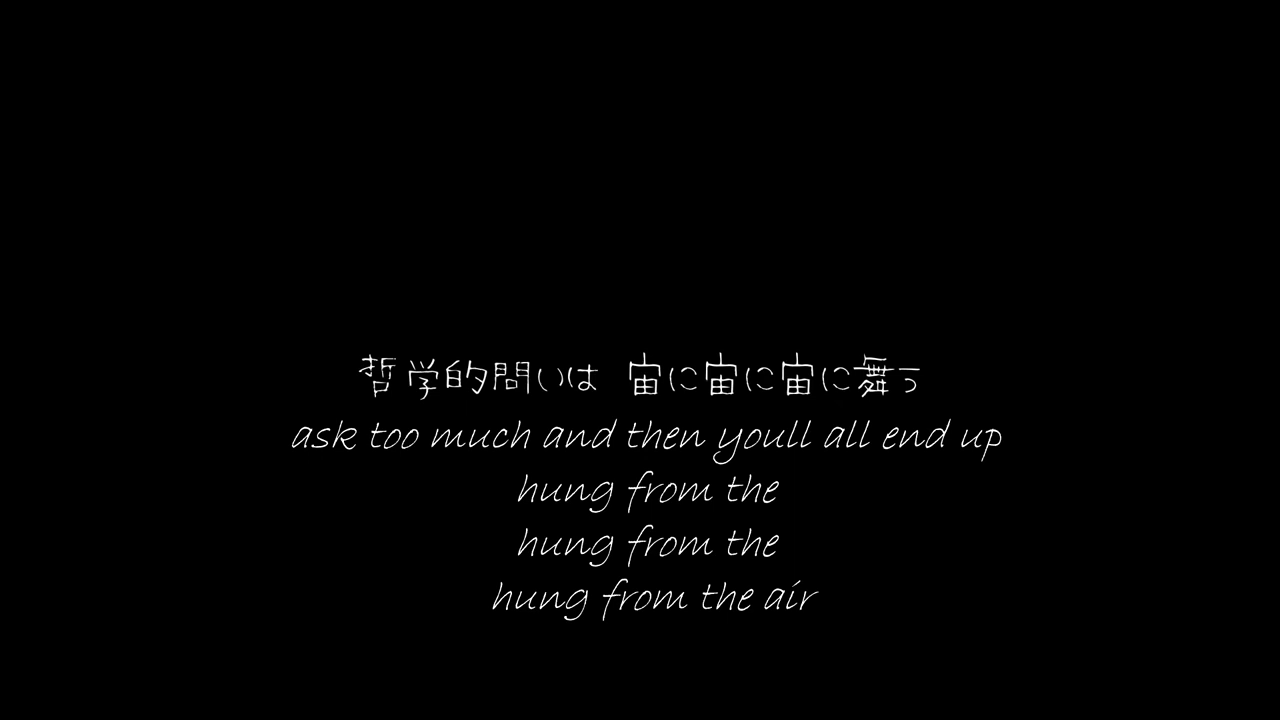 哲学的問いは 宙に宙に宙に舞う
ask too much and then youll all end up
hung from the
hung from the
hung from the air